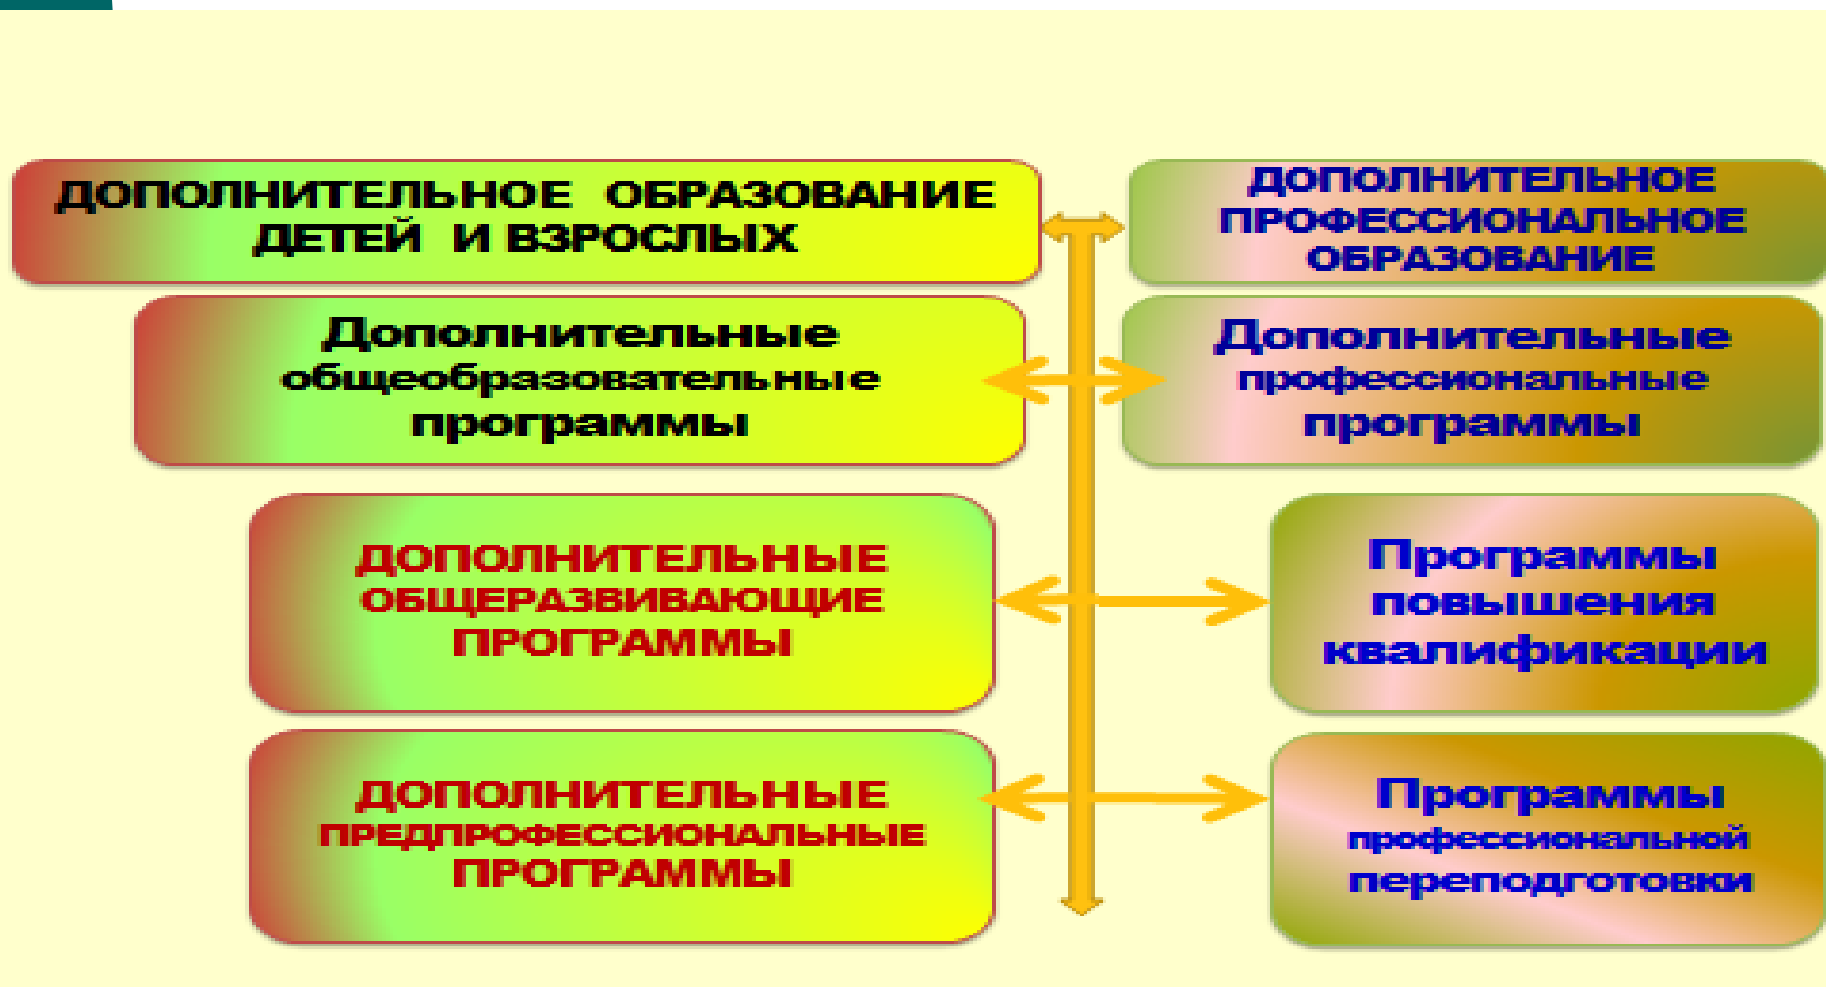 ДОПОЛНИТЕЛЬНОЕ ОБРАЗОВАНИЕ
ДЕТЕЙ И ВЗРОСЛЫХ
ДОПОЛНИТЕЛЬНОЕ
ПРОФЕССИОНАЛЬНОЕ
ОБРАЗОВАНИЕ
Дополнительные
общеобразовательные
программы
Дополнительные
профессиональные
программы
ДОПОЛНИТЕЛЬНЫЕ
ОБЩЕРАЗВИВАЮЩИЕ
ПРОГРАММЫ
Программы
повышения
квалификации
ДОПОЛНИТЕЛЬНЫЕ
ПРЕДПРОФЕССИОНАЛЬНЫЕ
ПРОГРАММЫ
Программы
профессиональной
переподготовки